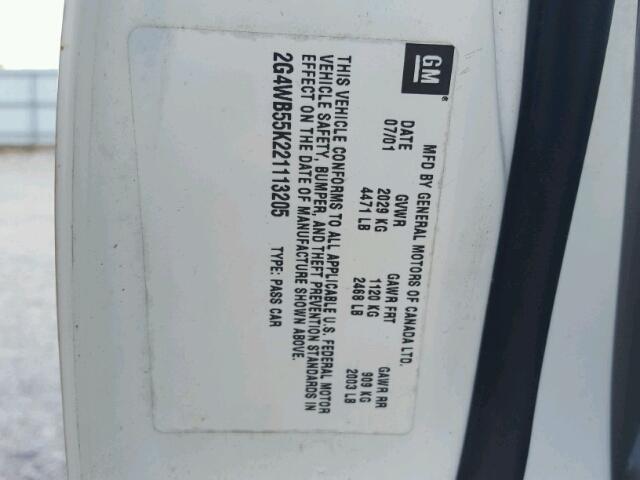 GM®
MFD BY GENERAL MOTORS OF CANADA LTD.
DATE GVWR GAWR FRT GAWR RR
07/01 2029 KG 1120 KG 909 KG
4471 LB 2468 LB 2003 LB
THIS VEHICLE CONFORMS TO ALL APPLICABLE U.S. FEDERAL MOTOR
VEHICLE SAFETY, BUMPER, AND THEFT PREVENTION STANDARDS IN
EFFECT ON THE DATE OF MANUFACTURE SHOWN ABOVE.
2G4WB55K221113205 TYPE: PASS CAR